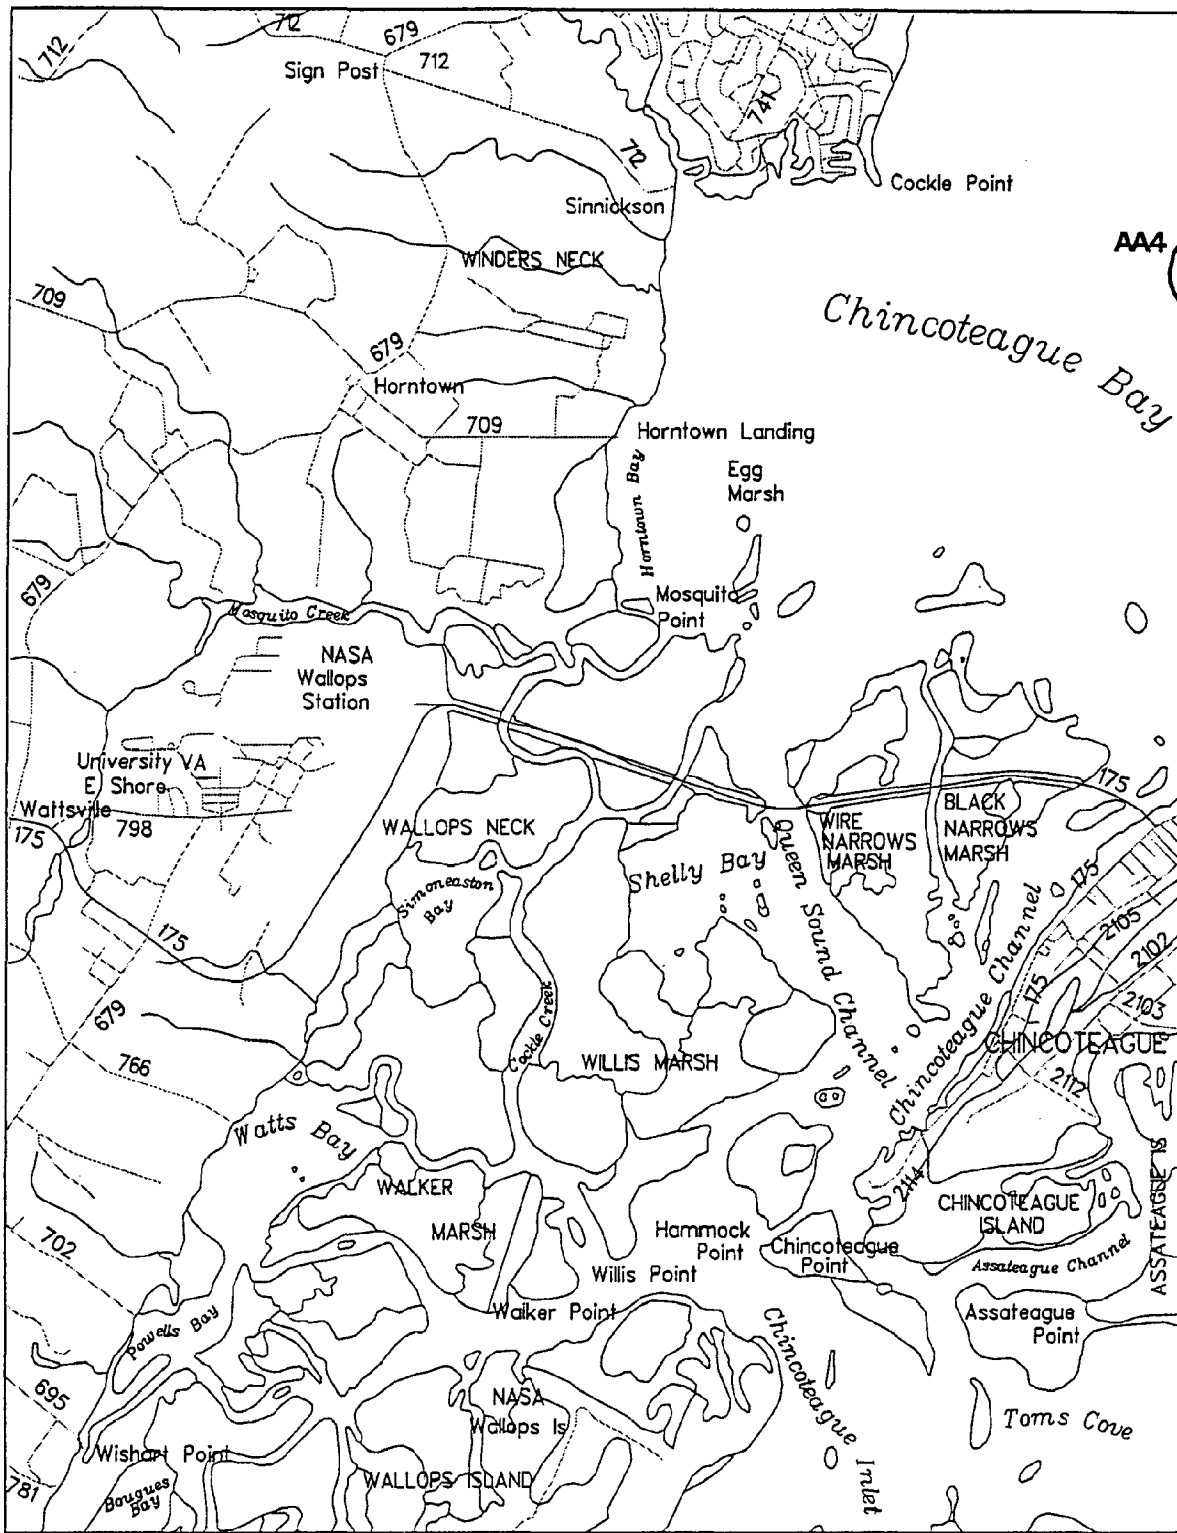 712
679
712
712
Sign Post
712
741
Cockle Point
Sinnickson
WINDERS NECK
AA4
709
Chincoteague Bay
679
Horntown
709
Horntown Landing
Horntown Bay
Egg
Marsh
679
Mosquito Creek
Mosquito
Point
NASA
Wallops
Station
University VA
E Shore
Wattsville
175
798
175
WALLOPS NECK
WIRE
NARROWS
MARSH
BLACK
NARROWS
MARSH
Shelly Bay
Queen Sound Channel
Simoneaston
Bay
175
175
2105
2102
175
2103
Chincoteague Channel
679
Cockle Creek
766
WILLIS MARSH
CHINCOTEAGUE
2112
Watts Bay
WALKER
MARSH
2114
CHINCOTEAGUE
ISLAND
ASSATEAGUE IS
Hammock
Point
Chincoteague
Point
Assateague Channel
702
Willis Point
Walker Point
Assateague
Point
Powells Bay
Chincoteague Inlet
695
NASA
Wallops Is
Toms Cove
Wishart Point
WALLOPS ISLAND
781
Bougues
Bay